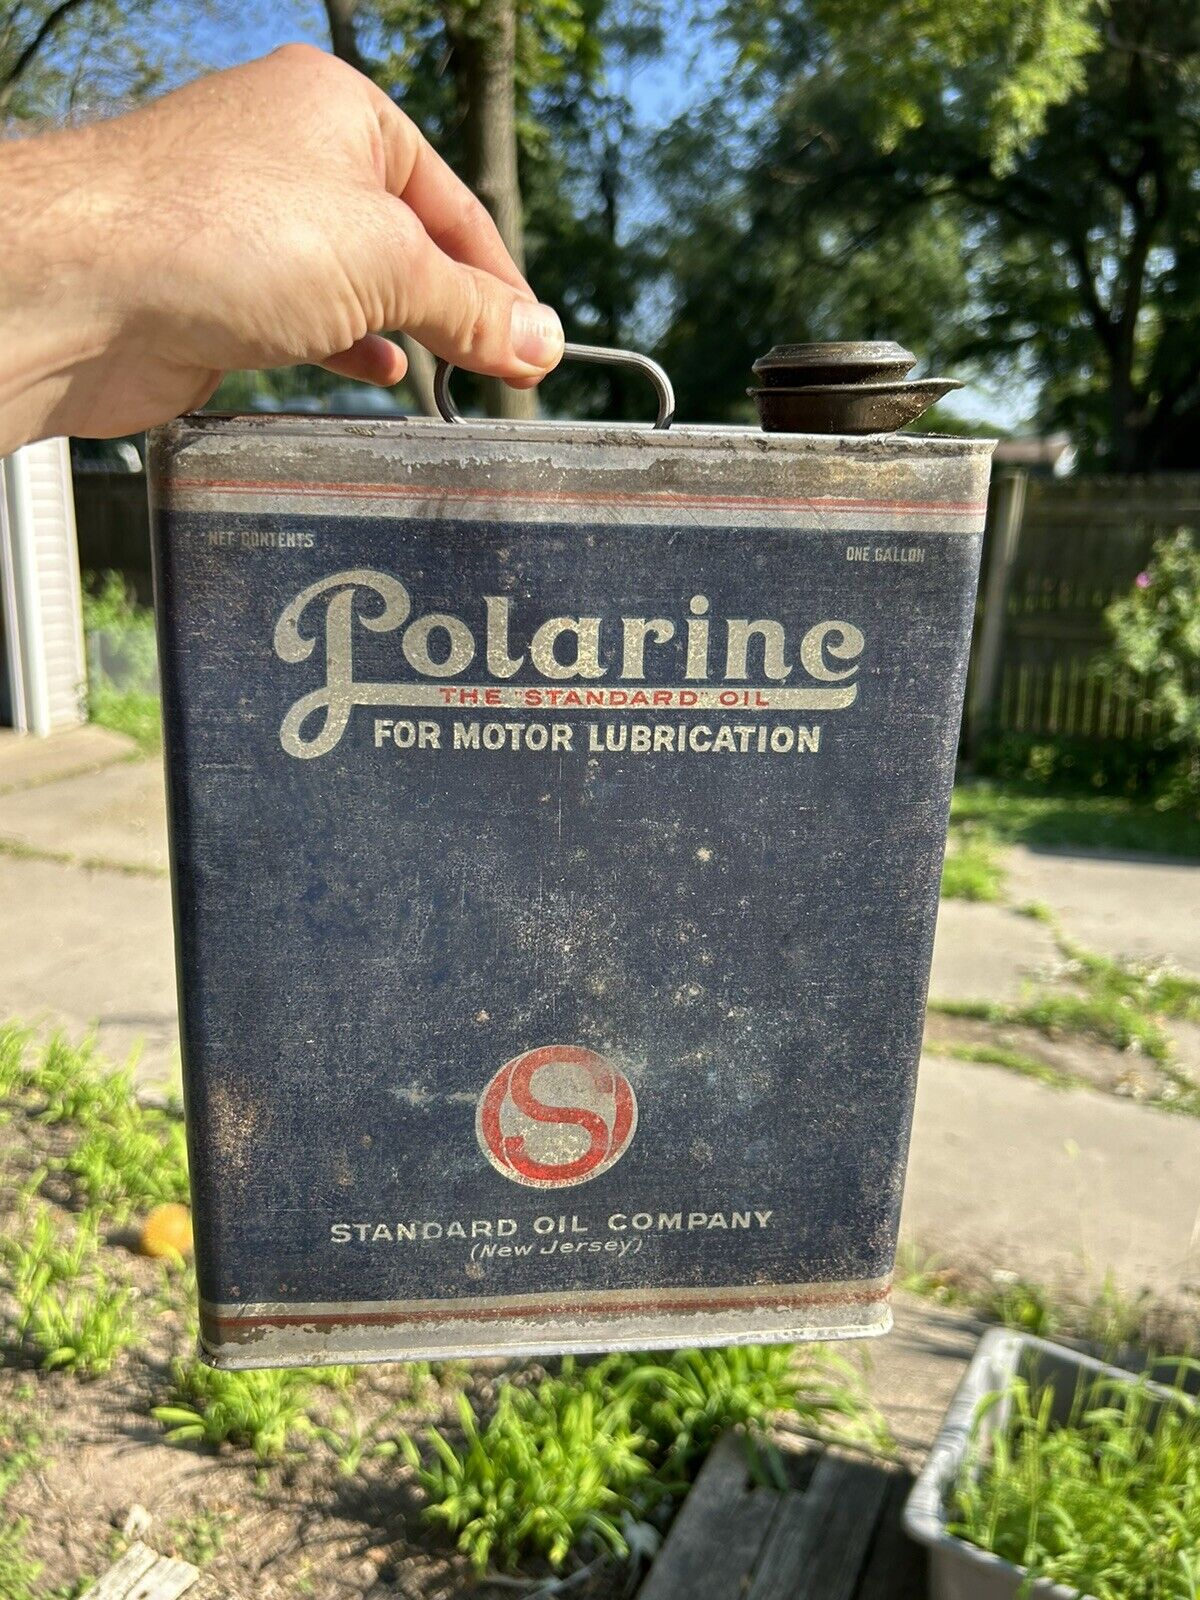 NET CONTENTS
ONE GALLON
Polarine
THE "STANDARD" OIL
FOR MOTOR LUBRICATION
S
STANDARD OIL COMPANY
(New Jersey)